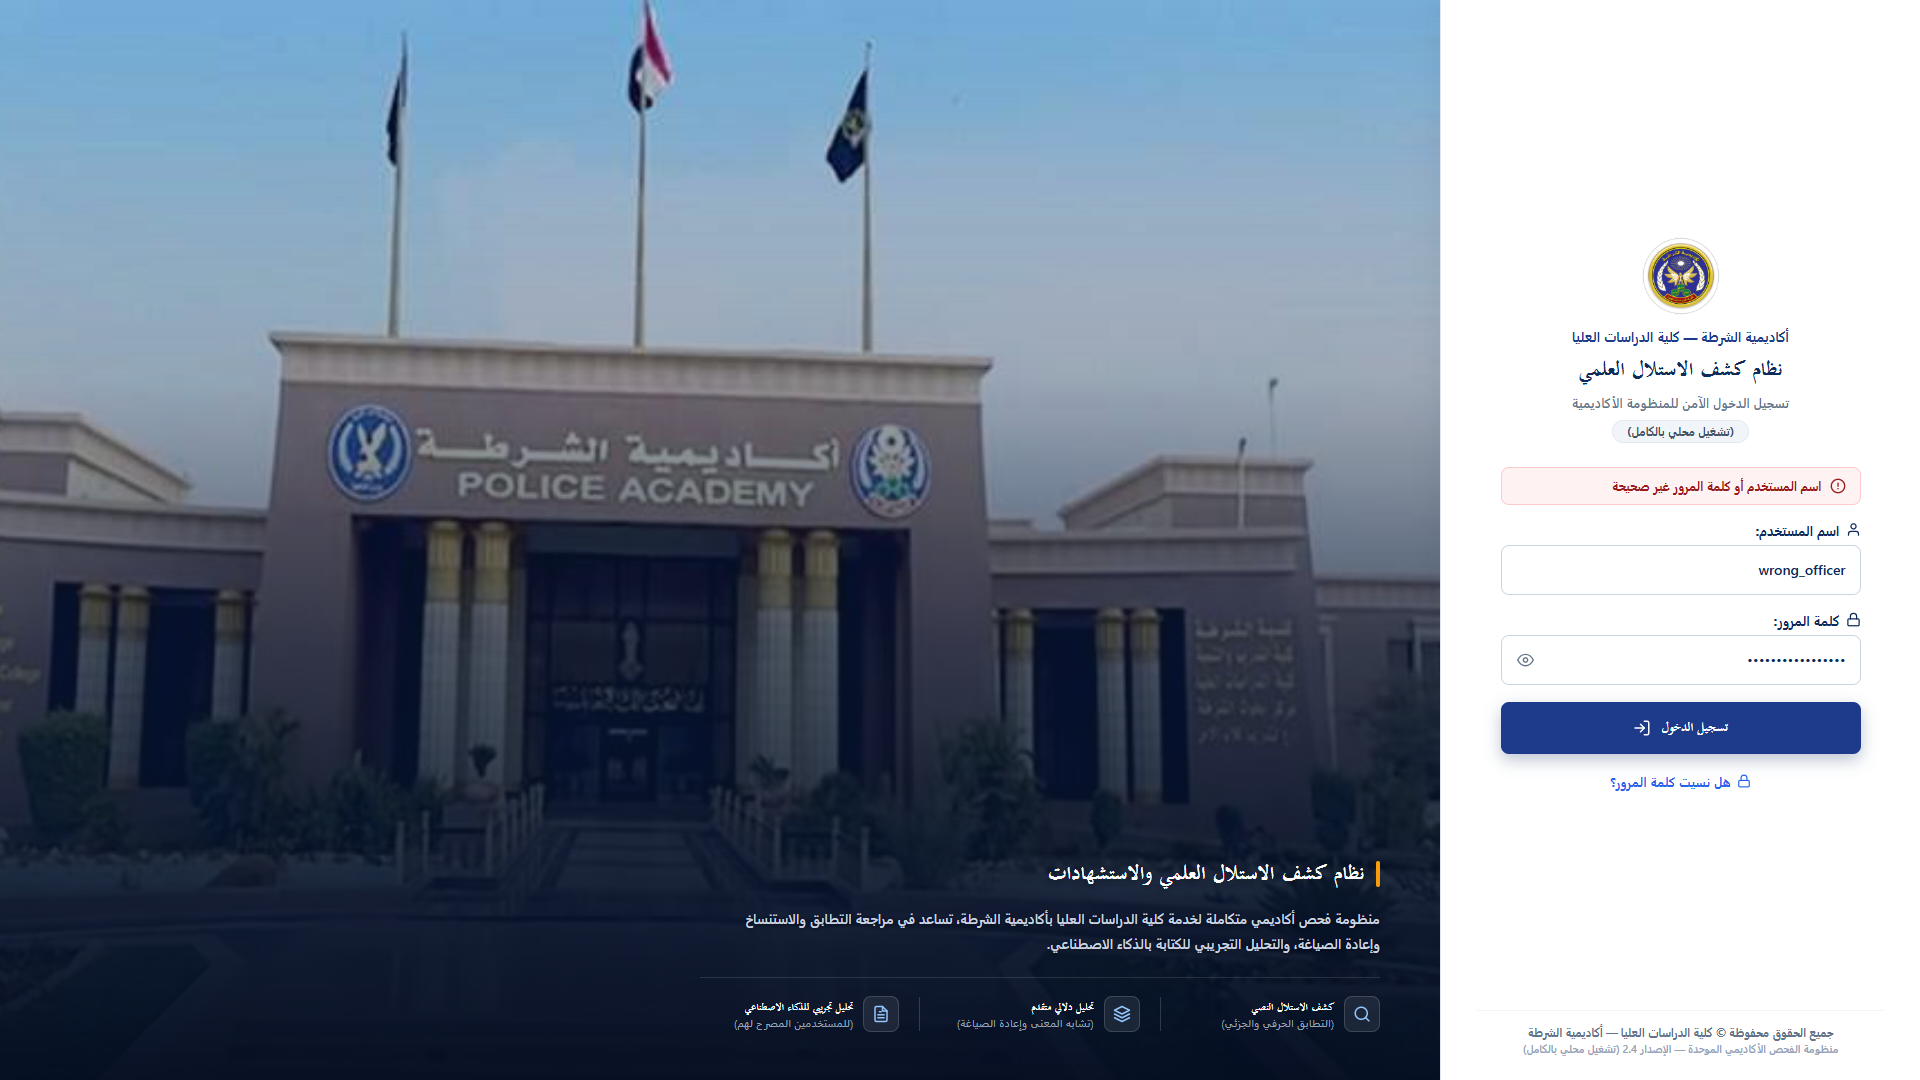 أكاديمية الشرطة — كلية الدراسات العليا
نظام كشف الاستلال العلمي
تسجيل الدخول الآمن للمنظومة الأكاديمية
(تشغيل محلي بالكامل)
اسم المستخدم أو كلمة المرور غير صحيحة
اسم المستخدم:
wrong_officer
كلمة المرور:
•••••••••••••••••
تسجيل الدخول
هل نسيت كلمة المرور؟
جميع الحقوق محفوظة © كلية الدراسات العليا — أكاديمية الشرطة
منظومة الفحص الأكاديمي الموحدة — الإصدار 2.4 (تشغيل محلي بالكامل)
أكاديمية الشرطة
POLICE ACADEMY
College
نظام كشف الاستلال العلمي والاستشهادات
منظومة فحص أكاديمي متكاملة لخدمة كلية الدراسات العليا بأكاديمية الشرطة، تساعد في مراجعة التطابق والاستنساخ
وإعادة الصياغة، والتحليل التجريبي للكتابة بالذكاء الاصطناعي.
كشف الاستلال النصي
(التطابق الحرفي والجزئي)
تحليل دلالي متقدم
(تشابه المعنى وإعادة الصياغة)
تحليل تجريبي للذكاء الاصطناعي
(للمستخدمين المصرح لهم)